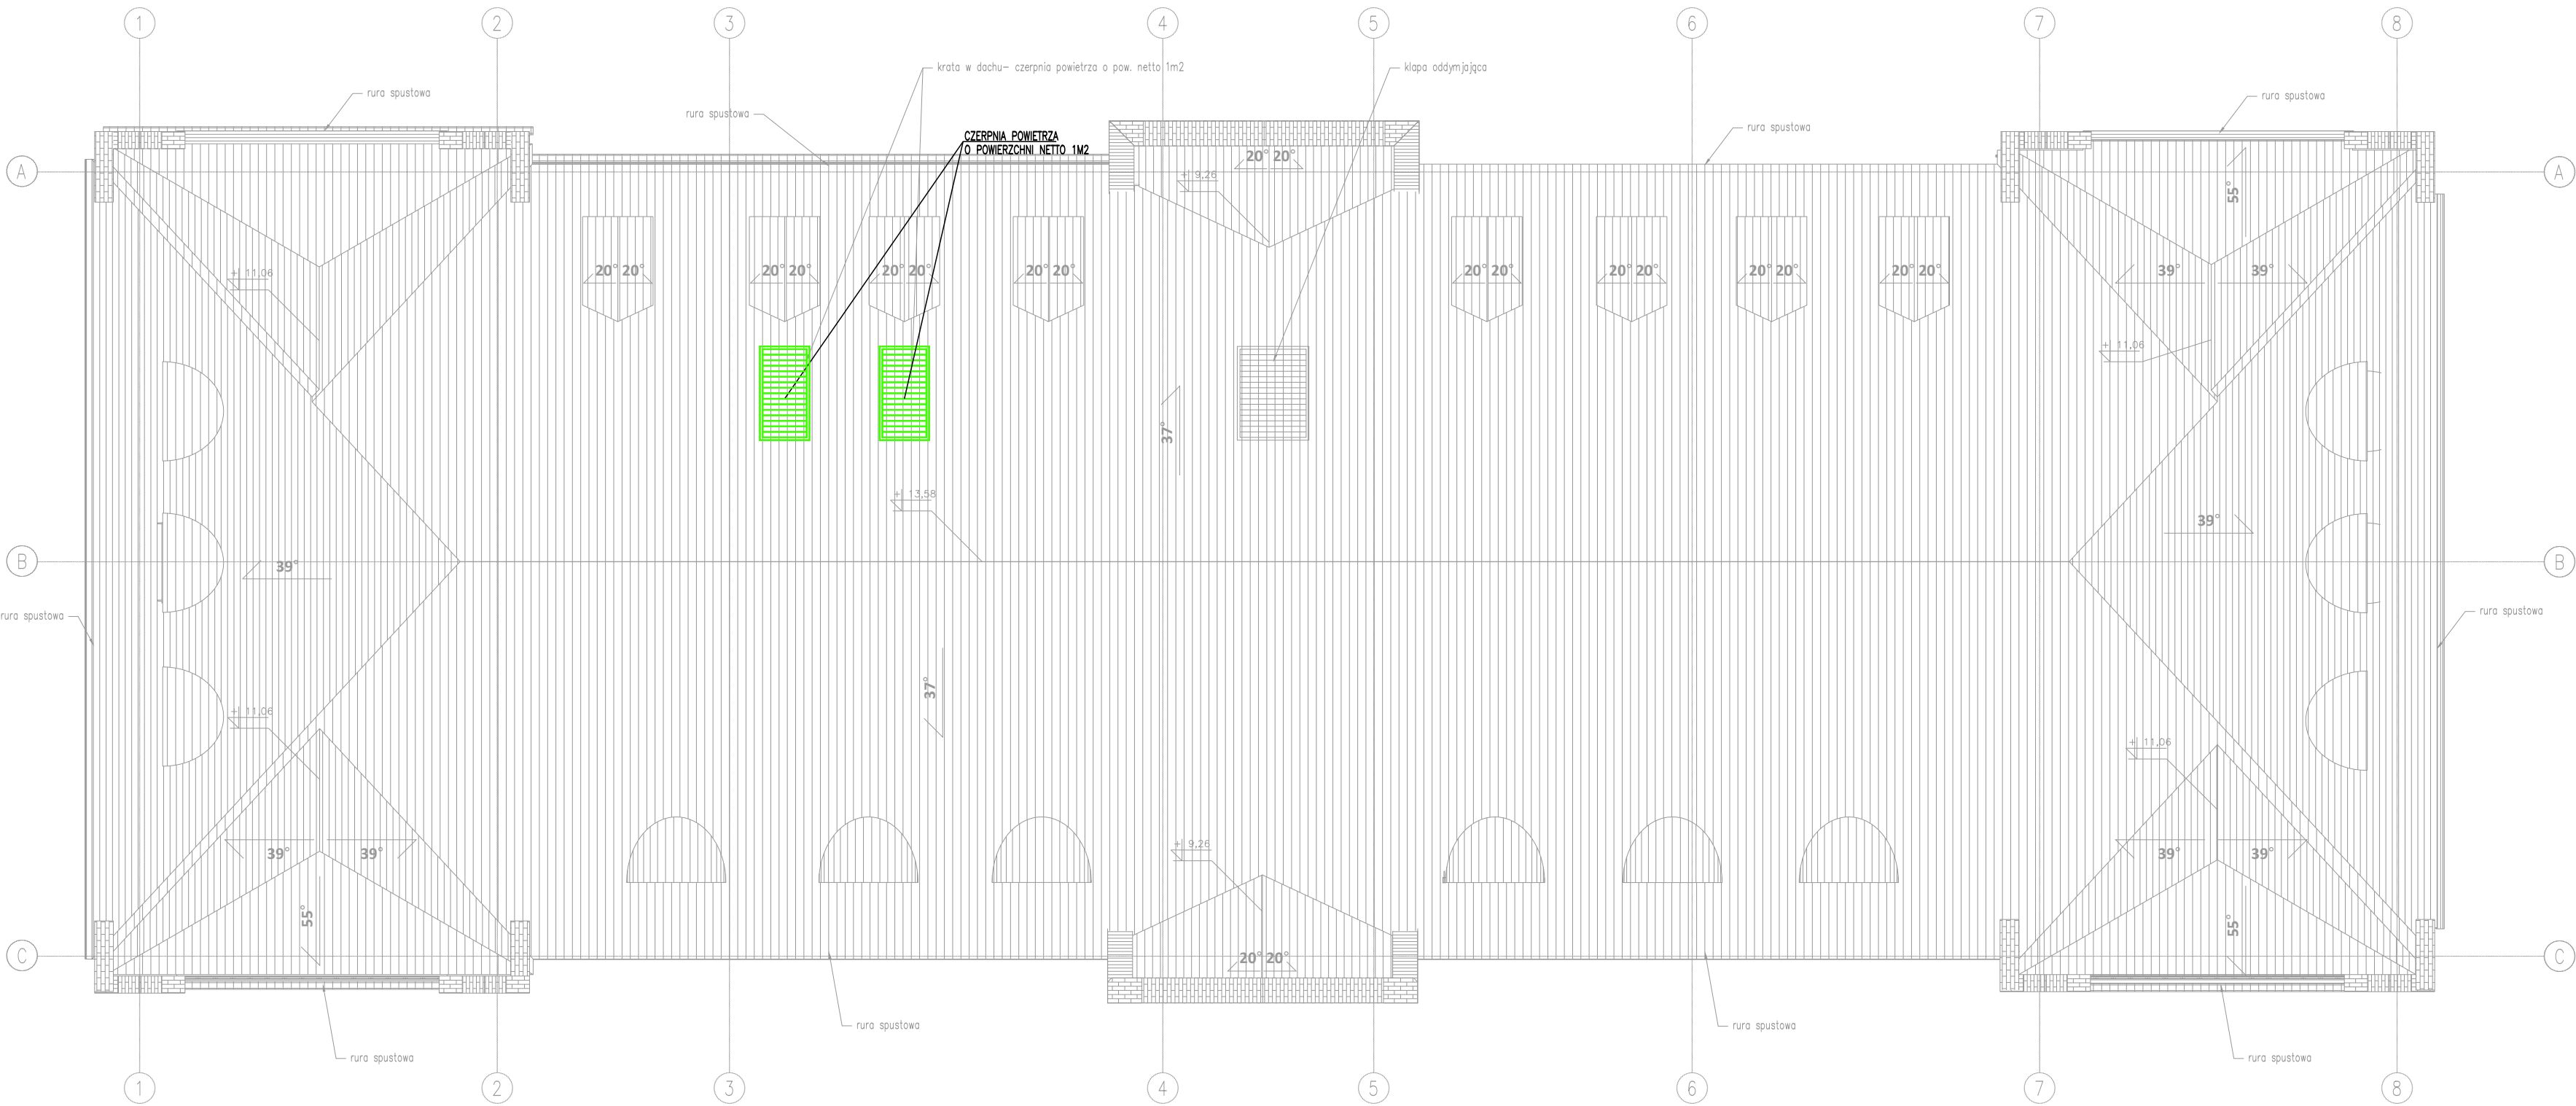 1 2 3 4 5 6 7 8
krata w dachu- czerpnia powietrza o pow. netto 1m2
klapa oddymjająca
rura spustowa
rura spustowa
rura spustowa
rura spustowa
CZERPNIA POWIETRZA
O POWIERZCHNI NETTO 1M2
20° 20°
+ 9,26
A A
55°
+ 11,06
20° 20°
20° 20°
20° 20°
20° 20°
20° 20°
20° 20°
20° 20°
20° 20°
39° 39°
+ 11,06
37°
+ 13,58
39°
B B
39°
rura spustowa
rura spustowa
37°
+ 11,06
+ 11,06
39° 39°
+ 9,26
39° 39°
55°
55°
20° 20°
C C
rura spustowa
rura spustowa
rura spustowa
rura spustowa
1 2 3 4 5 6 7 8